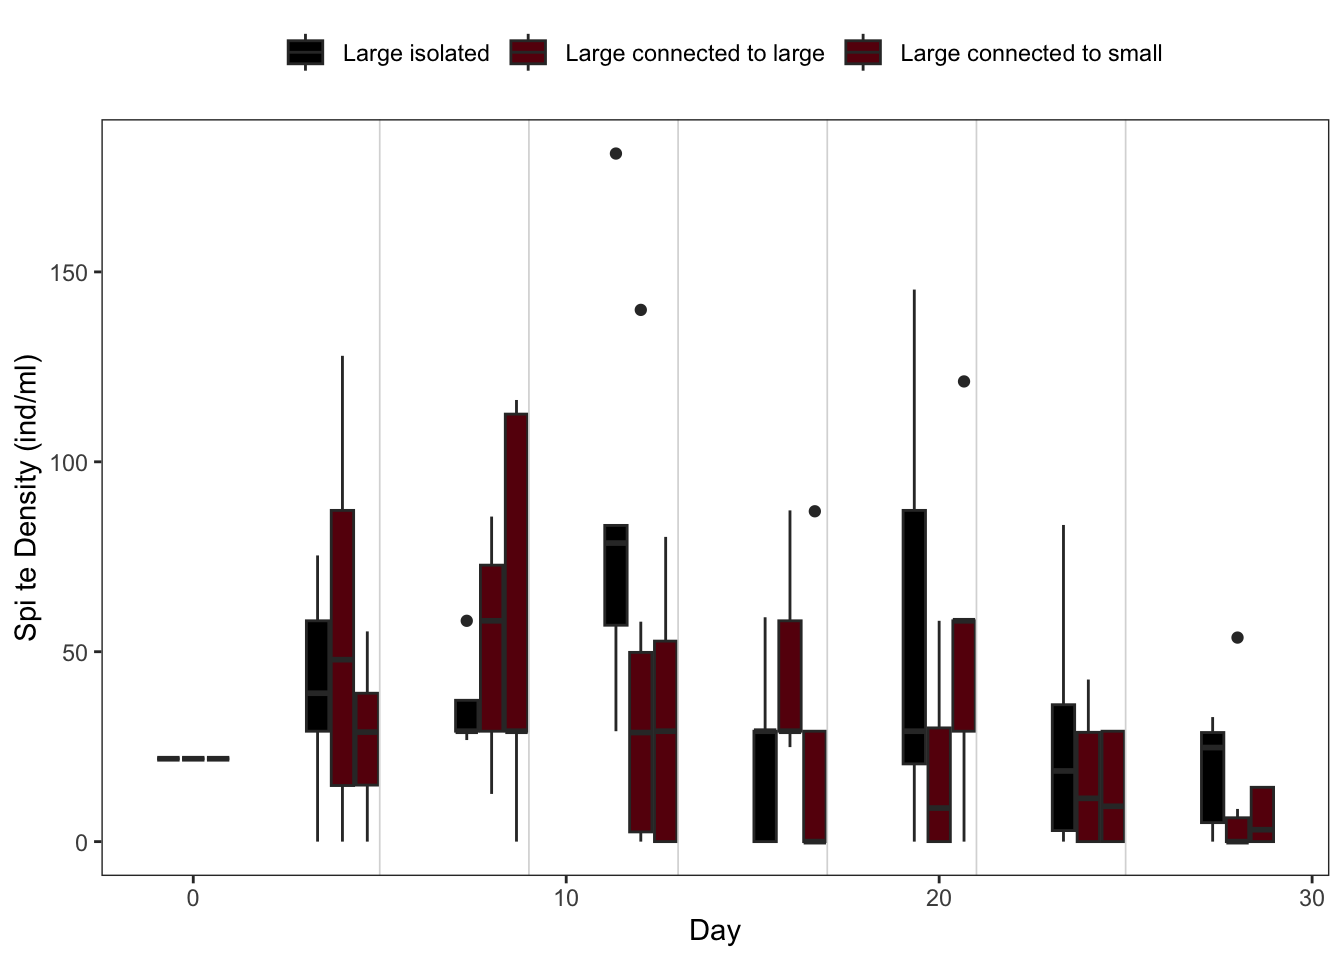 Large isolated Large connected to large Large connected to small
Spi te Density (ind/ml)
150
100
50
0
0 10 20 30
Day